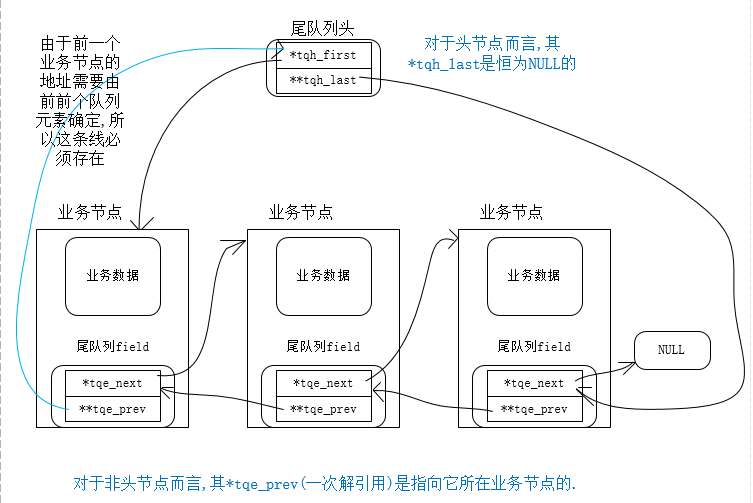 尾队列头
*tqh_first
**tqh_last
由于前一个
业务节点的
地址需要由
前前个队列
元素确定,所
以这条线必
须存在
对于头节点而言,其
*tqh_last是恒为NULL的
业务节点
业务节点
业务节点
业务数据
业务数据
业务数据
尾队列field
尾队列field
尾队列field
*tqe_next
**tqe_prev
*tqe_next
**tqe_prev
*tqe_next
**tqe_prev
NULL
对于非头节点而言,其*tqe_prev(一次解引用)是指向它所在业务节点的.